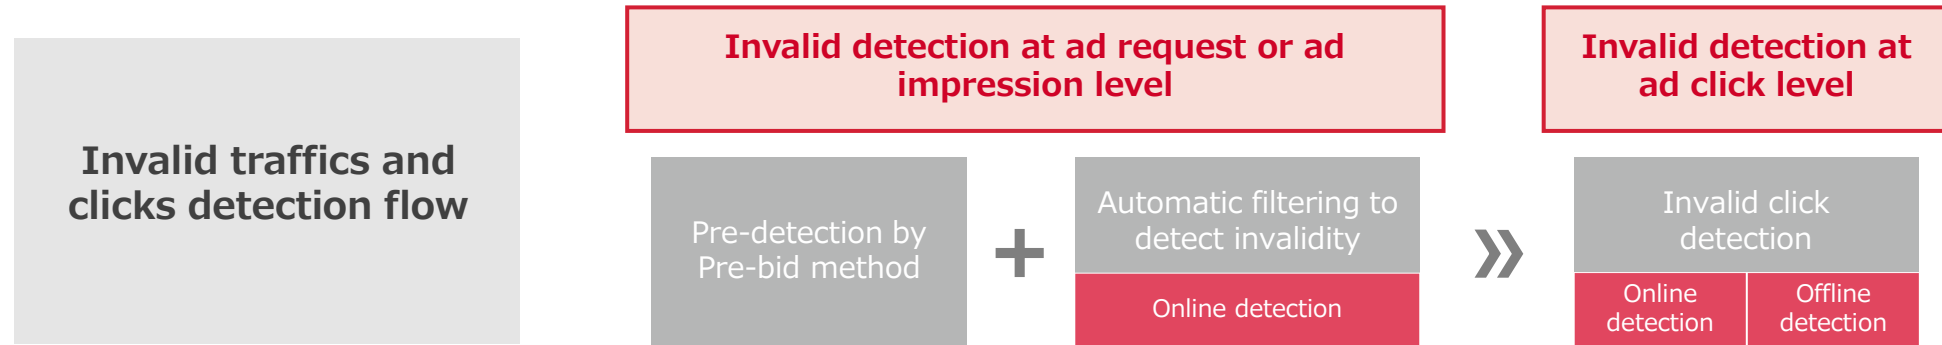 Invalid traffics and
clicks detection flow
Invalid detection at ad request or ad
impression level
Pre-detection by
Pre-bid method
+
Automatic filtering to
detect invalidity
Online detection
»
Invalid detection at
ad click level
Invalid click
detection
Online
detection
Offline
detection